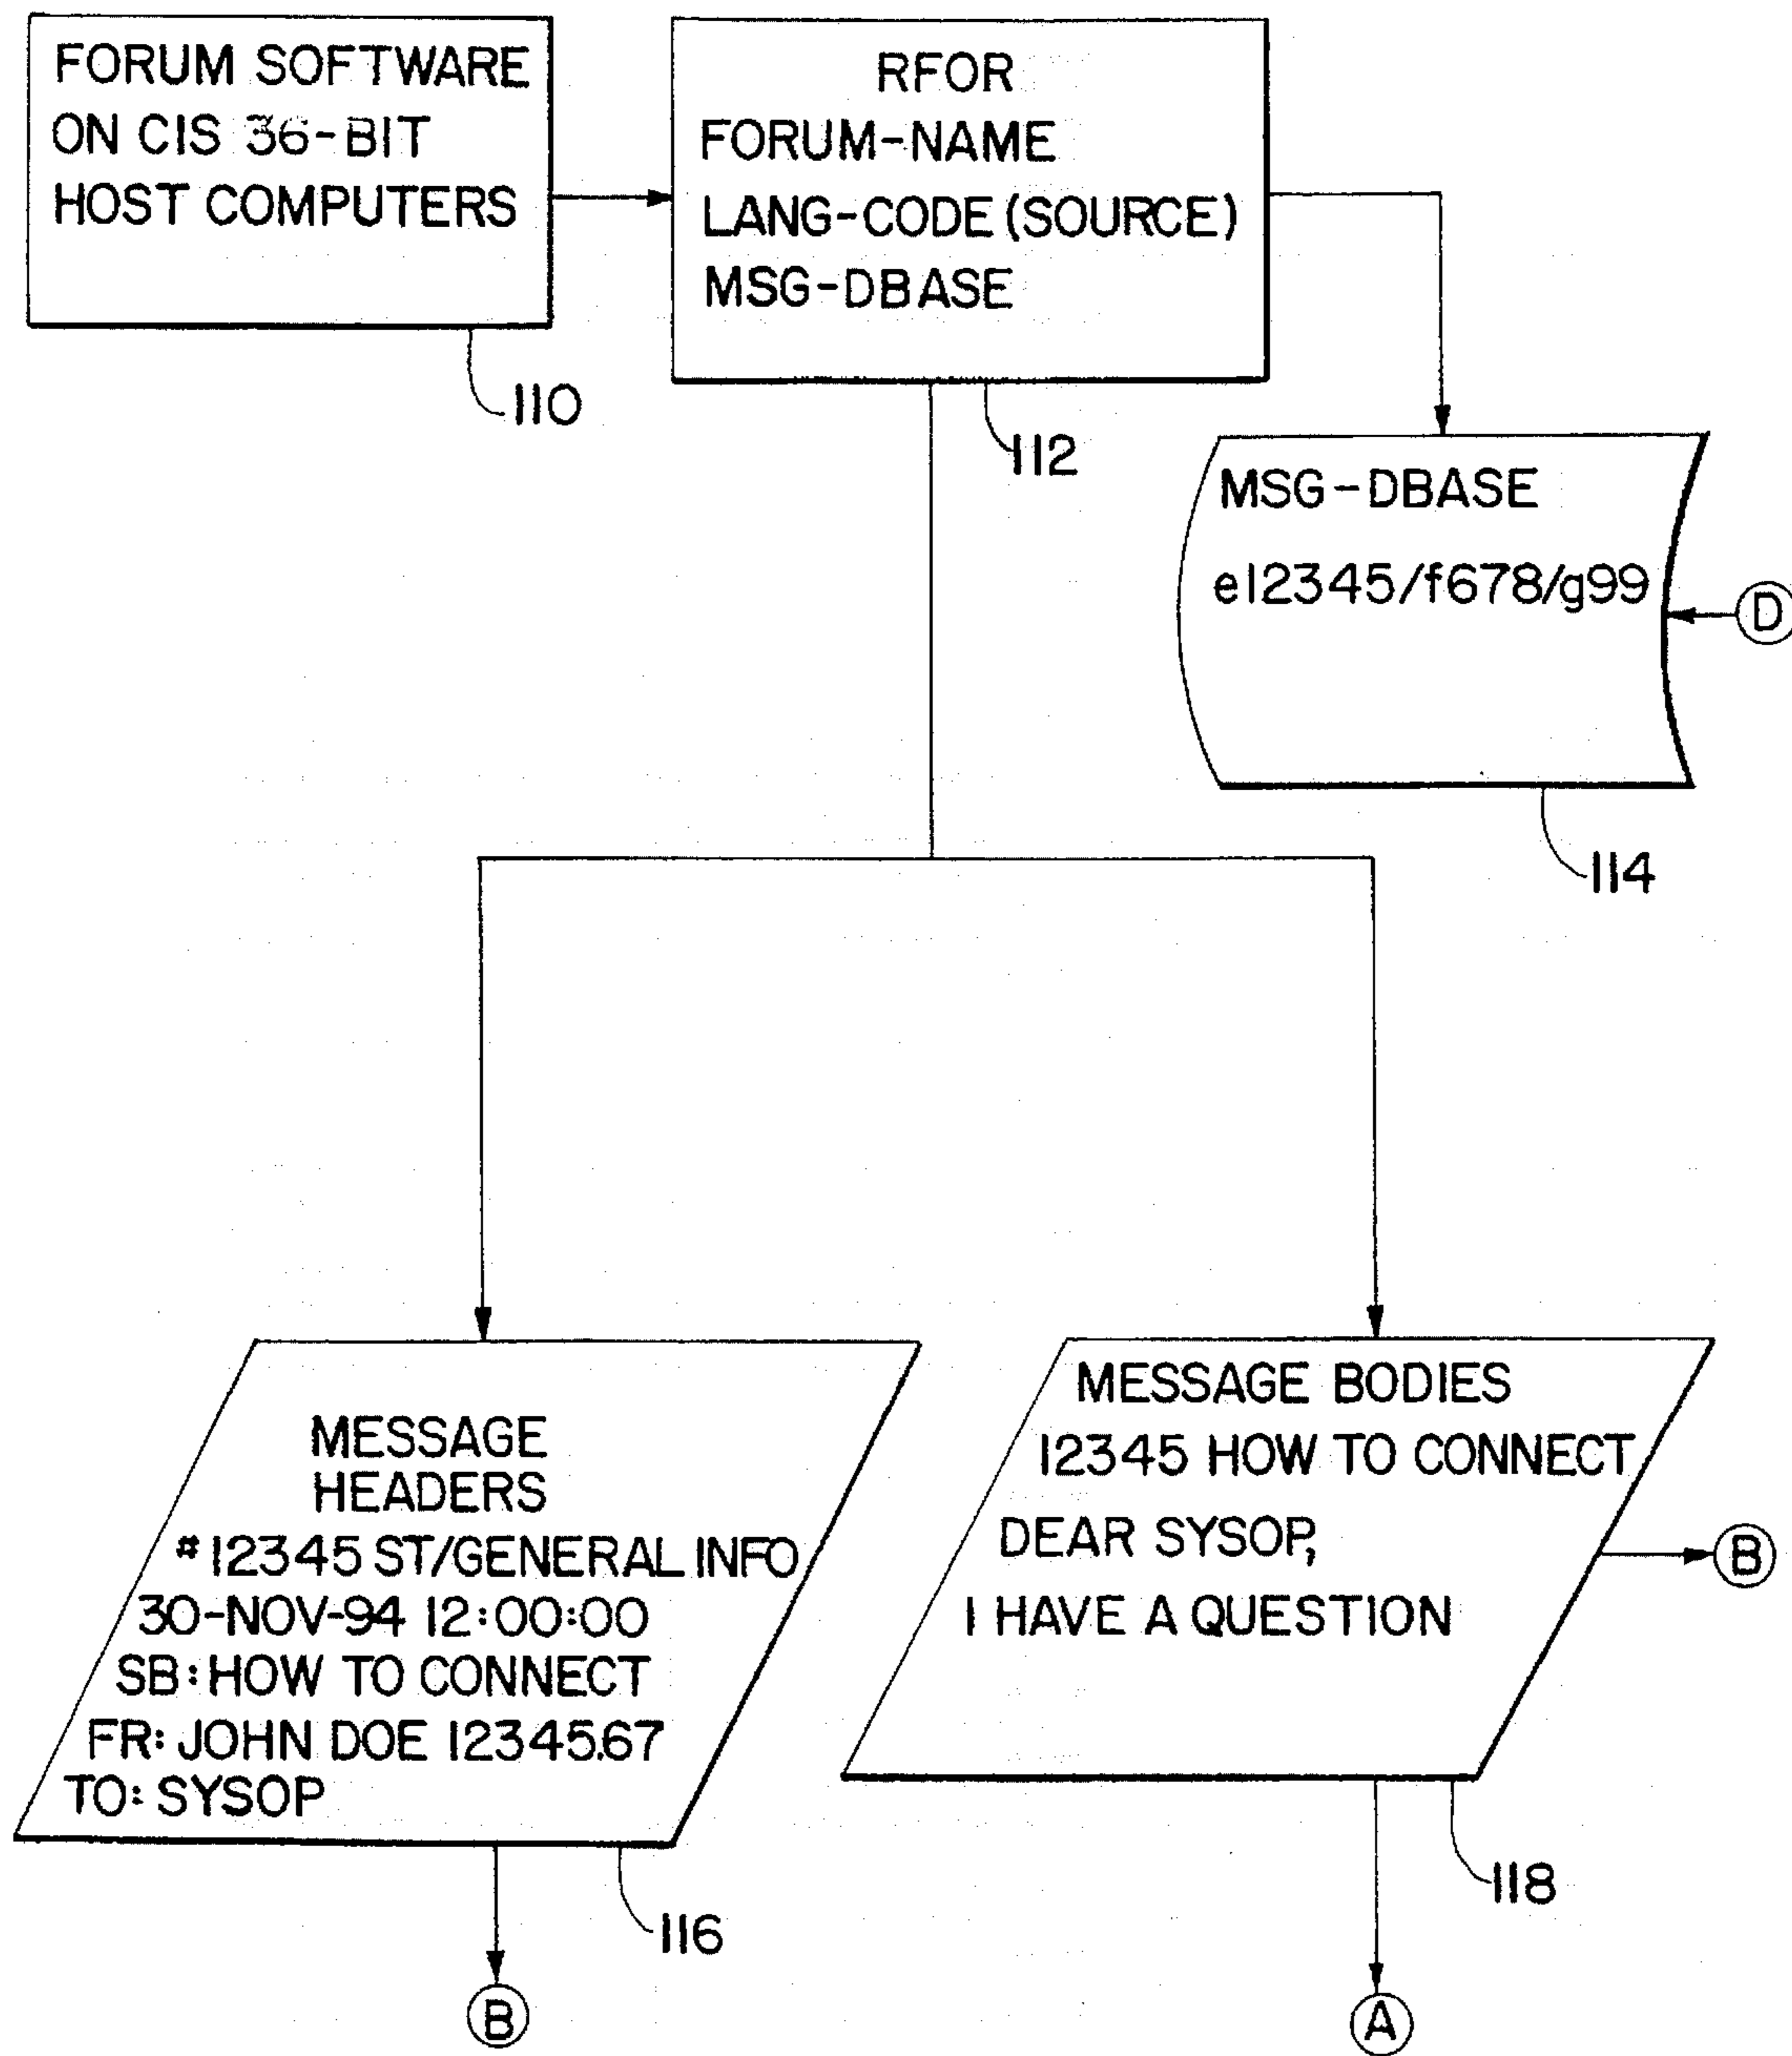 FORUM SOFTWARE
ON CIS 36-BIT
HOST COMPUTERS
110
RFOR
FORUM-NAME
LANG-CODE (SOURCE)
MSG-DBASE
112
MSG-DBASE
e12345/f678/g99
D
114
MESSAGE
HEADERS
#12345 ST/GENERAL INFO
30-NOV-94 12:00:00
SB: HOW TO CONNECT
FR: JOHN DOE 12345.67
TO: SYSOP
116
B
MESSAGE BODIES
12345 HOW TO CONNECT
DEAR SYSOP,
I HAVE A QUESTION
B
118
A